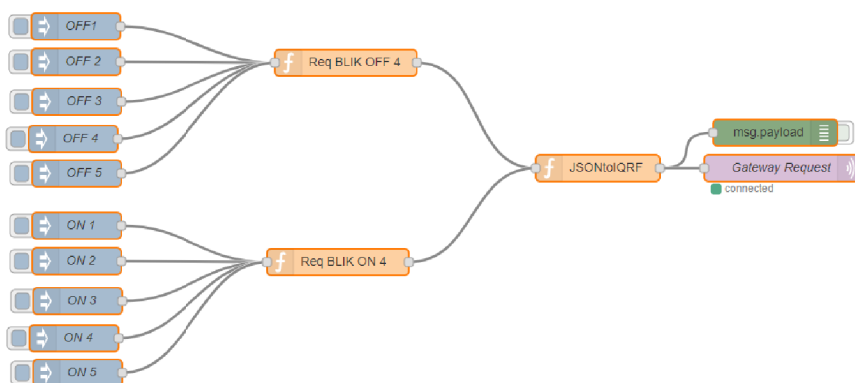 OFF1
OFF 2
OFF 3
OFF 4
OFF 5
Req BLIK OFF 4
ON 1
ON 2
ON 3
ON 4
ON 5
Req BLIK ON 4
JSONtoIQRF
msg.payload
Gateway Request
connected